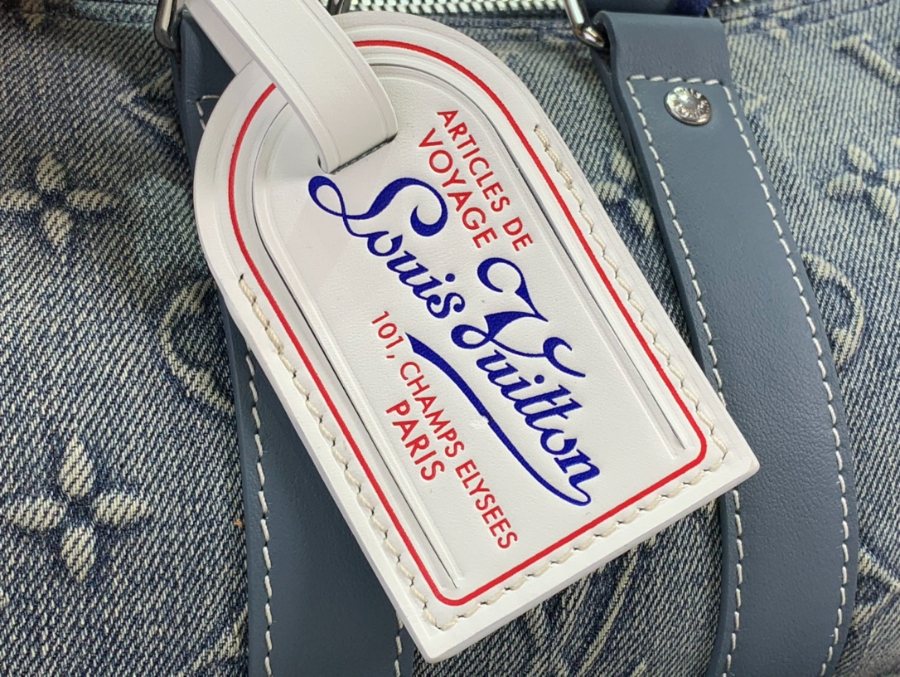 ARTICLES DE
VOYAGE
Louis Vuitton
101, CHAMPS ELYSEES
PARIS